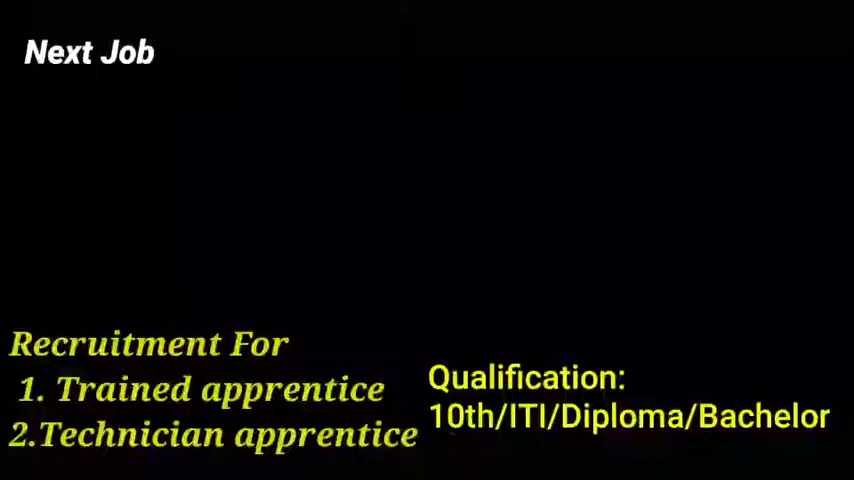 Next Job
Recruitment For
1. Trained apprentice
2.Technician apprentice
Qualification:
10th/ITI/Diploma/Bachelor